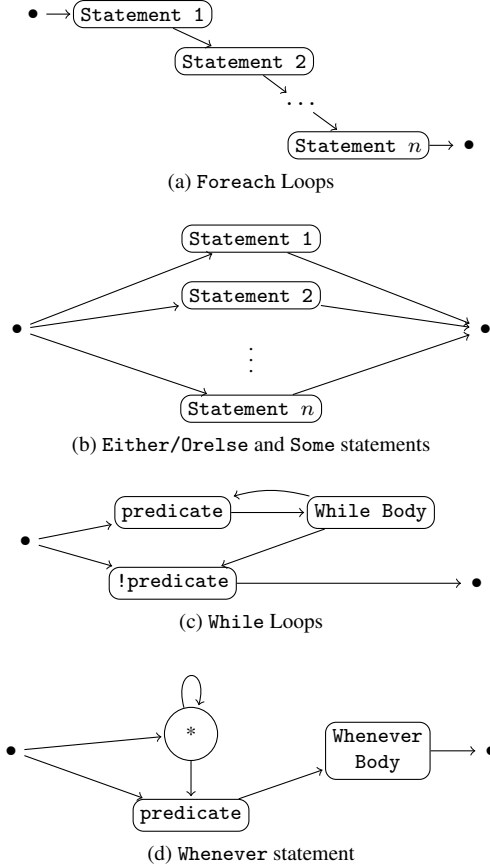 Statement 1
Statement 2
...
Statement n
(a) Foreach Loops
Statement 1
Statement 2
⋮
Statement n
(b) Either/Orelse and Some statements
predicate While Body
!predicate
(c) While Loops
*
Whenever
Body
predicate
(d) Whenever statement